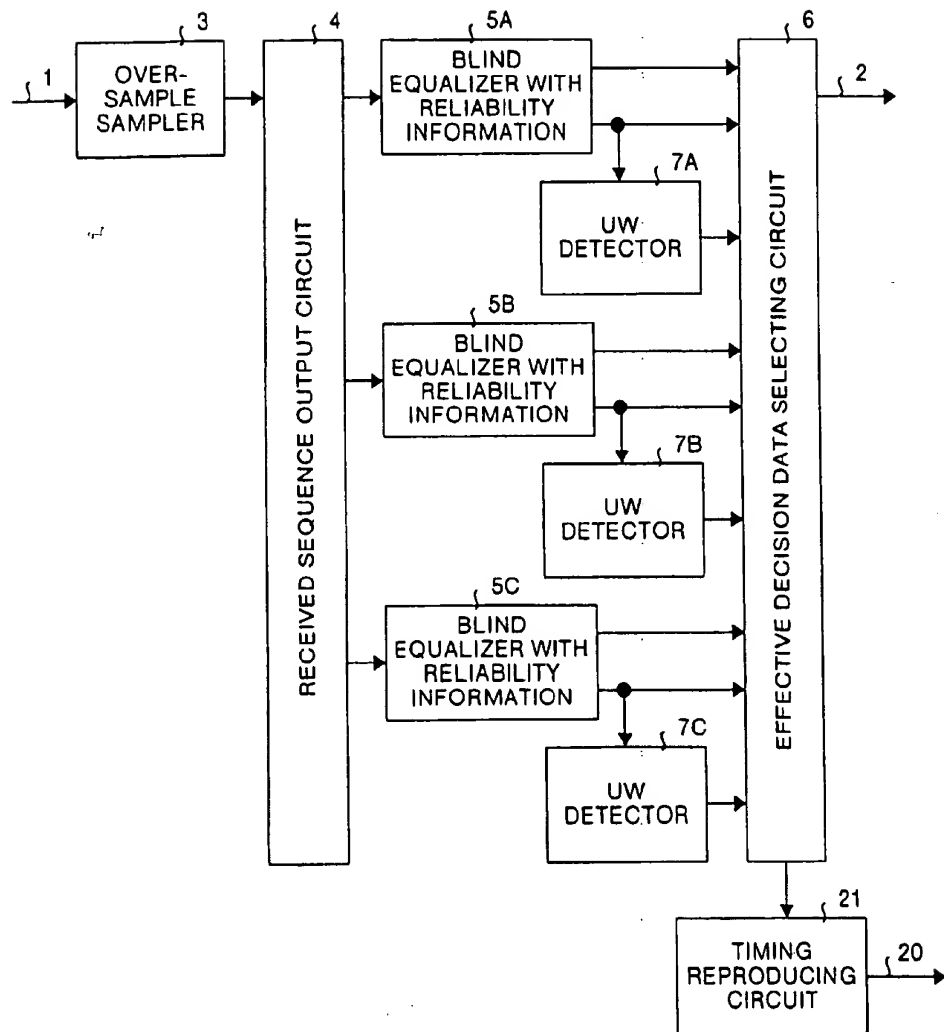 1
3
OVER-
SAMPLE
SAMPLER
4
RECEIVED SEQUENCE OUTPUT CIRCUIT
5A
BLIND
EQUALIZER WITH
RELIABILITY
INFORMATION
7A
UW
DETECTOR
5B
BLIND
EQUALIZER WITH
RELIABILITY
INFORMATION
7B
UW
DETECTOR
5C
BLIND
EQUALIZER WITH
RELIABILITY
INFORMATION
7C
UW
DETECTOR
6
EFFECTIVE DECISION DATA SELECTING CIRCUIT
2
21
TIMING
REPRODUCING
CIRCUIT
20